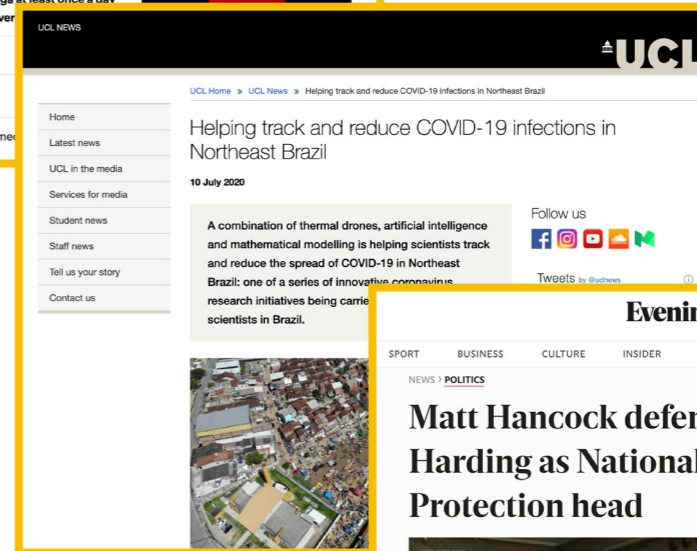 at least once a day
UCL NEWS
UCL
UCL Home » UCL News » Helping track and reduce COVID-19 infections in Northeast Brazil
Home
Latest news
UCL in the media
Services for media
Student news
Staff news
Tell us your story
Contact us
Helping track and reduce COVID-19 infections in
Northeast Brazil
10 July 2020
A combination of thermal drones, artificial intelligence
and mathematical modelling is helping scientists track
and reduce the spread of COVID-19 in Northeast
Brazil: one of a series of innovative coronavirus
research initiatives being carrie
scientists in Brazil.
Follow us
Tweets by @uclnews
Evenin
SPORT BUSINESS CULTURE INSIDER
NEWS › POLITICS
Matt Hancock defen
Harding as National
Protection head